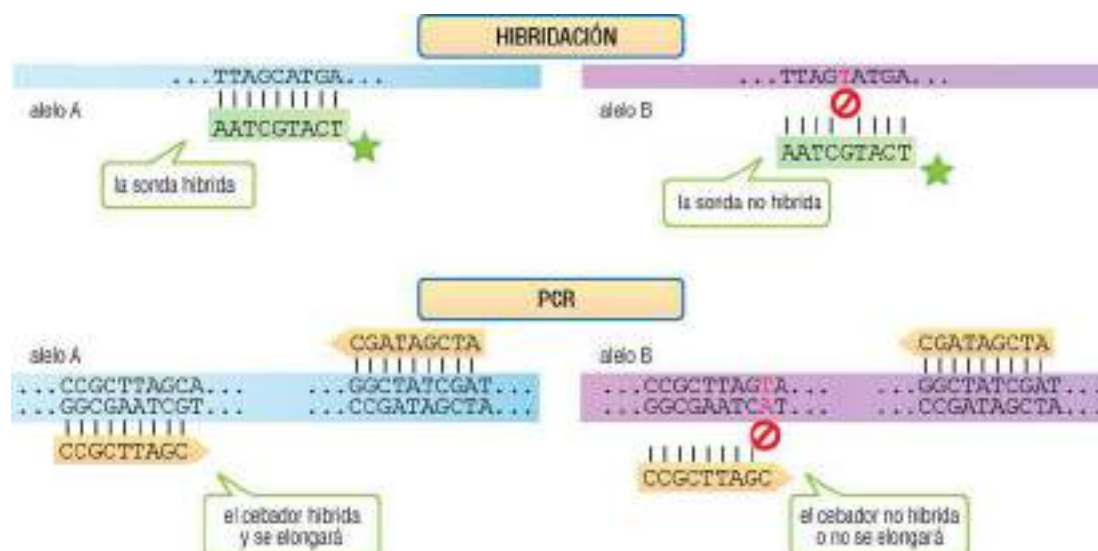 HIBRIDACIÓN
...TTAGCATGA...
alelo A
AATCGTACT
la sonda hibrida
...TTAGTATGA...
alelo B
AATCGTACT
la sonda no hibrida
PCR
alelo A
CGATAGCTA
...CCGCTTAGCA... ...GGCTATCGAT...
...GGCGAATCGT... ...CCGATAGCTA...
CCGCTTAGC
el cebador hibrida
y se elongará
alelo B
CGATAGCTA
...CCGCTTAGTA... ...GGCTATCGAT...
...GGCGAATCAT... ...CCGATAGCTA...
CCGCTTAGC
el cebador no hibrida
o no se elongará